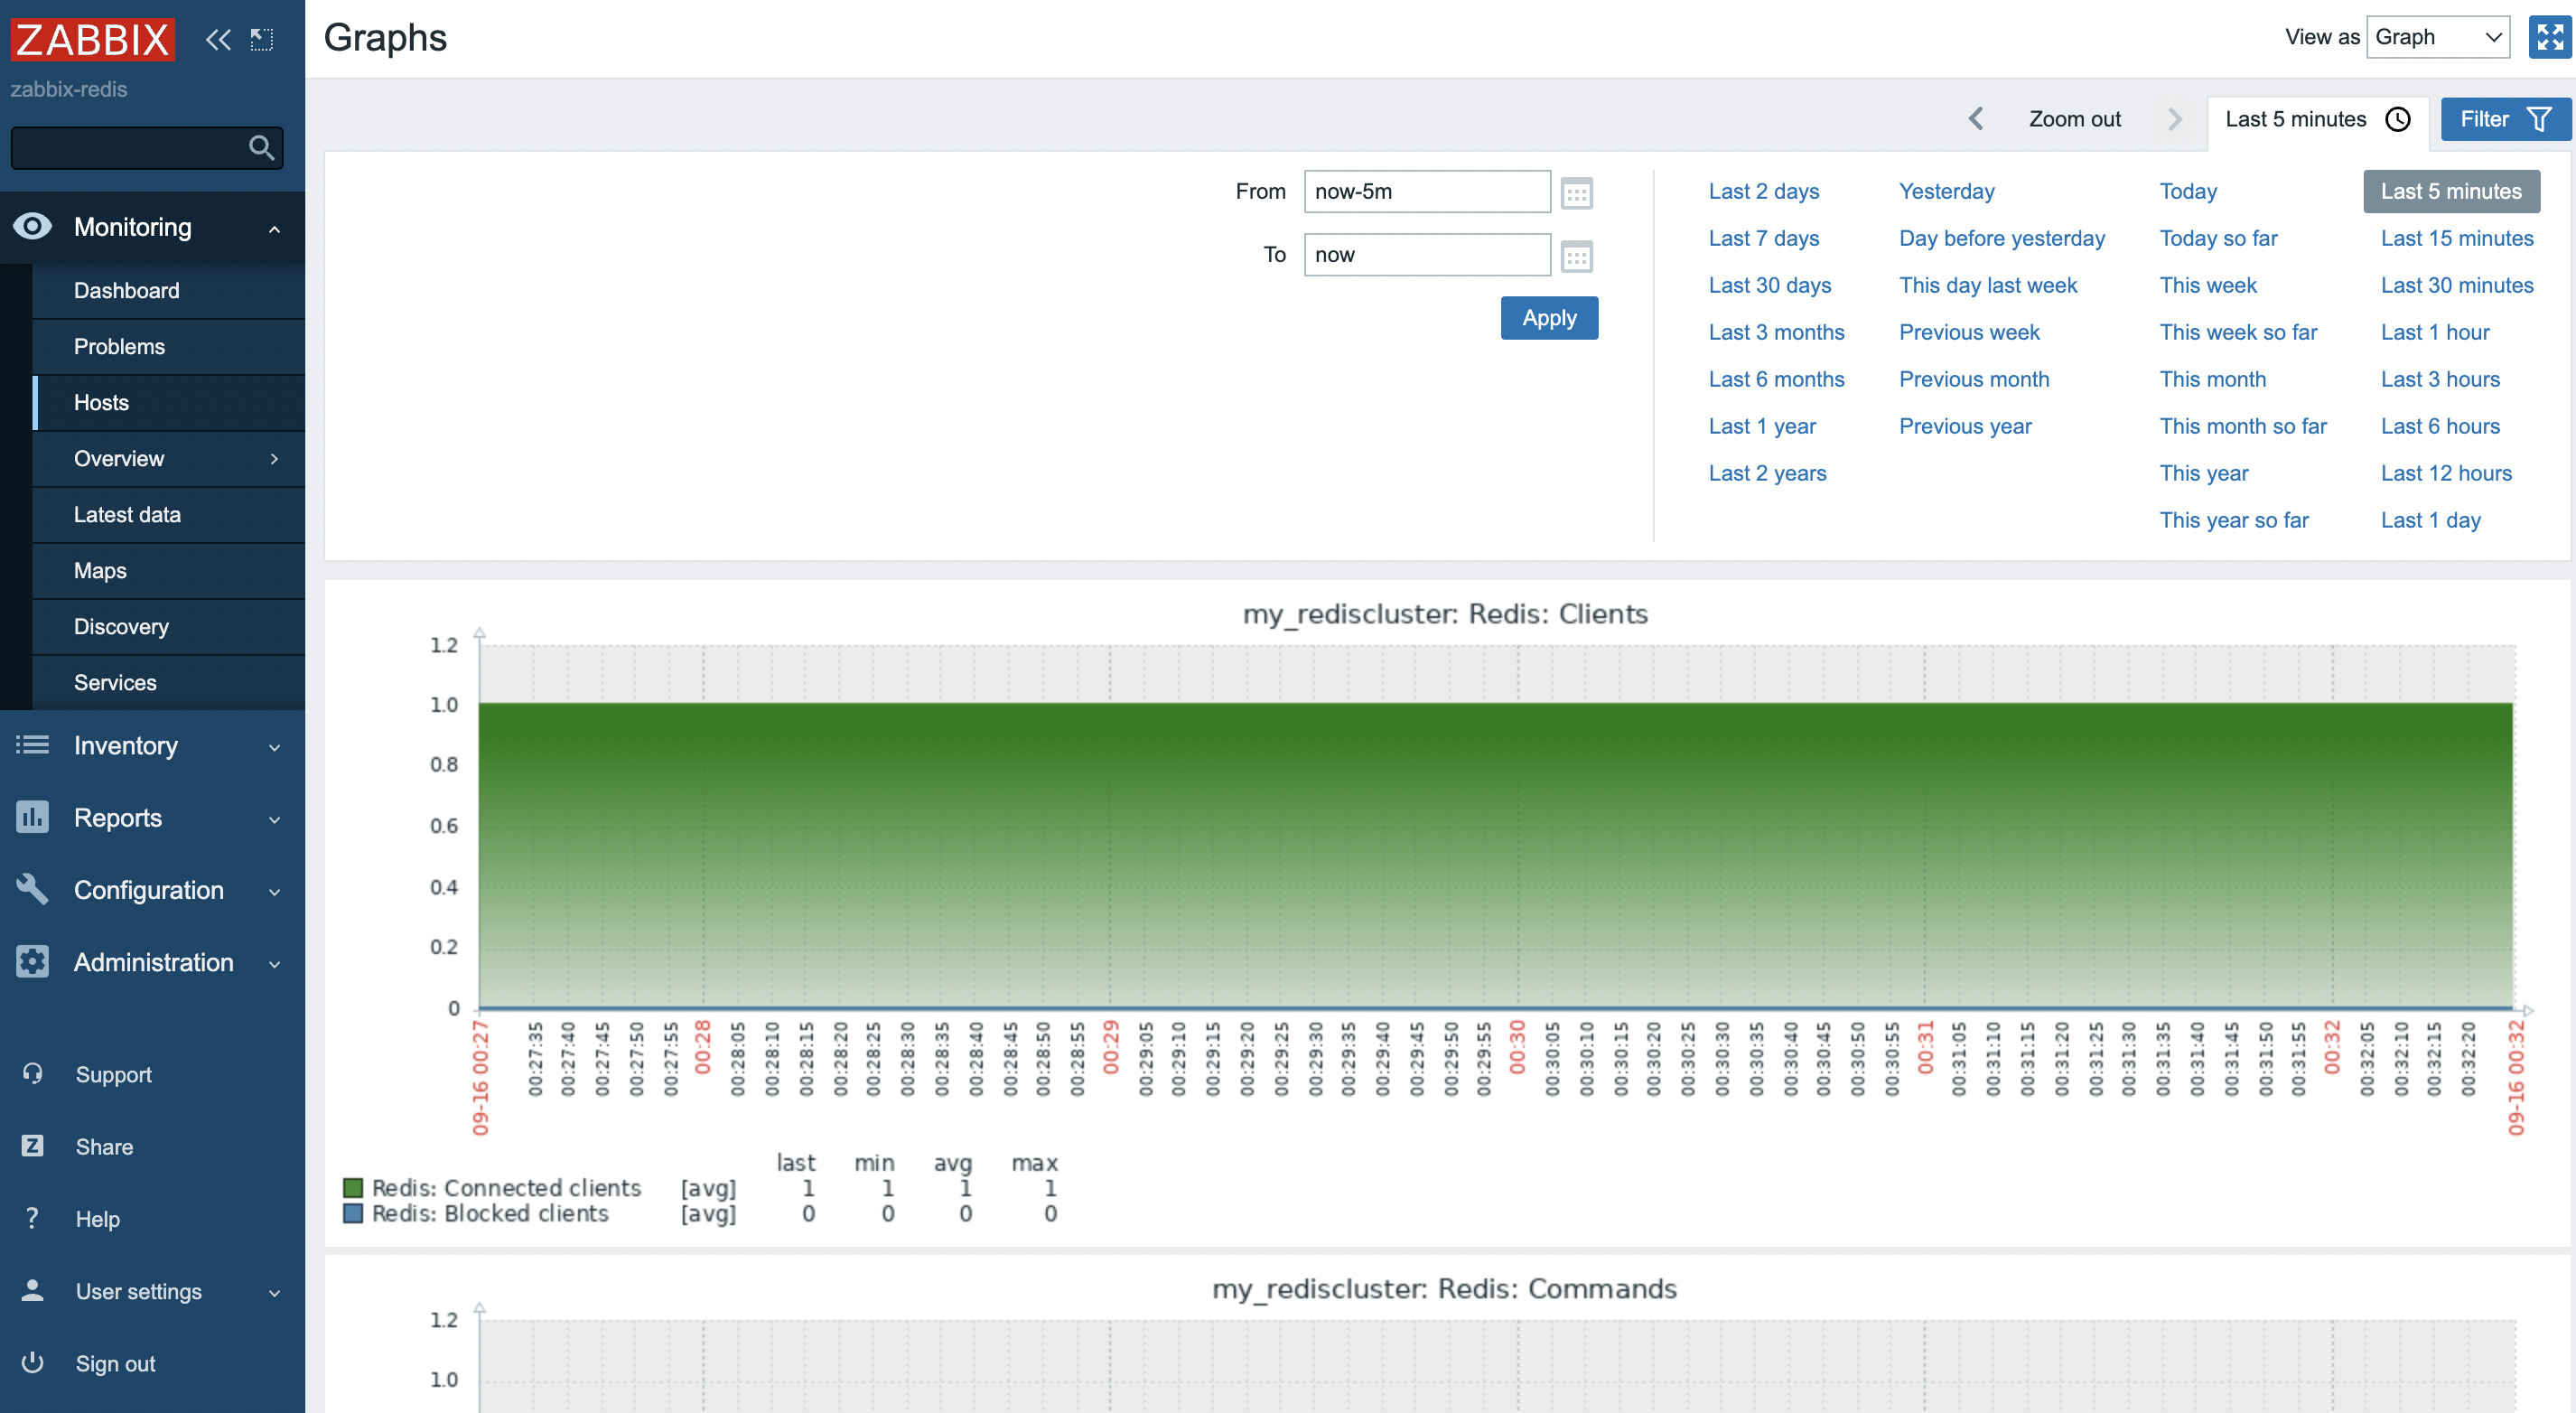 ZABBIX
zabbix-redis
Monitoring
Dashboard
Problems
Hosts
Overview
Latest data
Maps
Discovery
Services
Inventory
Reports
Configuration
Administration
Support
Share
Help
User settings
Sign out
Graphs
View as Graph
Zoom out
Last 5 minutes
Filter
From now-5m
To now
Apply
Last 2 days Yesterday Today Last 5 minutes
Last 7 days Day before yesterday Today so far Last 15 minutes
Last 30 days This day last week This week Last 30 minutes
Last 3 months Previous week This week so far Last 1 hour
Last 6 months Previous month This month Last 3 hours
Last 1 year Previous year This month so far Last 6 hours
Last 2 years This year Last 12 hours
This year so far Last 1 day
my_rediscluster: Redis: Clients
1.2
1.0
0.8
0.6
0.4
0.2
0
09-16 00:27 00:27:35 00:27:40 00:27:45 00:27:50 00:27:55 00:28 00:28:05 00:28:10 00:28:15 00:28:20 00:28:25 00:28:30 00:28:35 00:28:40 00:28:45 00:28:50 00:28:55 00:29 00:29:05 00:29:10 00:29:15 00:29:20 00:29:25 00:29:30 00:29:35 00:29:40 00:29:45 00:29:50 00:29:55 00:30 00:30:05 00:30:10 00:30:15 00:30:20 00:30:25 00:30:30 00:30:35 00:30:40 00:30:45 00:30:50 00:30:55 00:31 00:31:05 00:31:10 00:31:15 00:31:20 00:31:25 00:31:30 00:31:35 00:31:40 00:31:45 00:31:50 00:31:55 00:32 00:32:05 00:32:10 00:32:15 00:32:20 09-16 00:32
last min avg max
Redis: Connected clients [avg] 1 1 1 1
Redis: Blocked clients [avg] 0 0 0 0
my_rediscluster: Redis: Commands
1.2
1.0